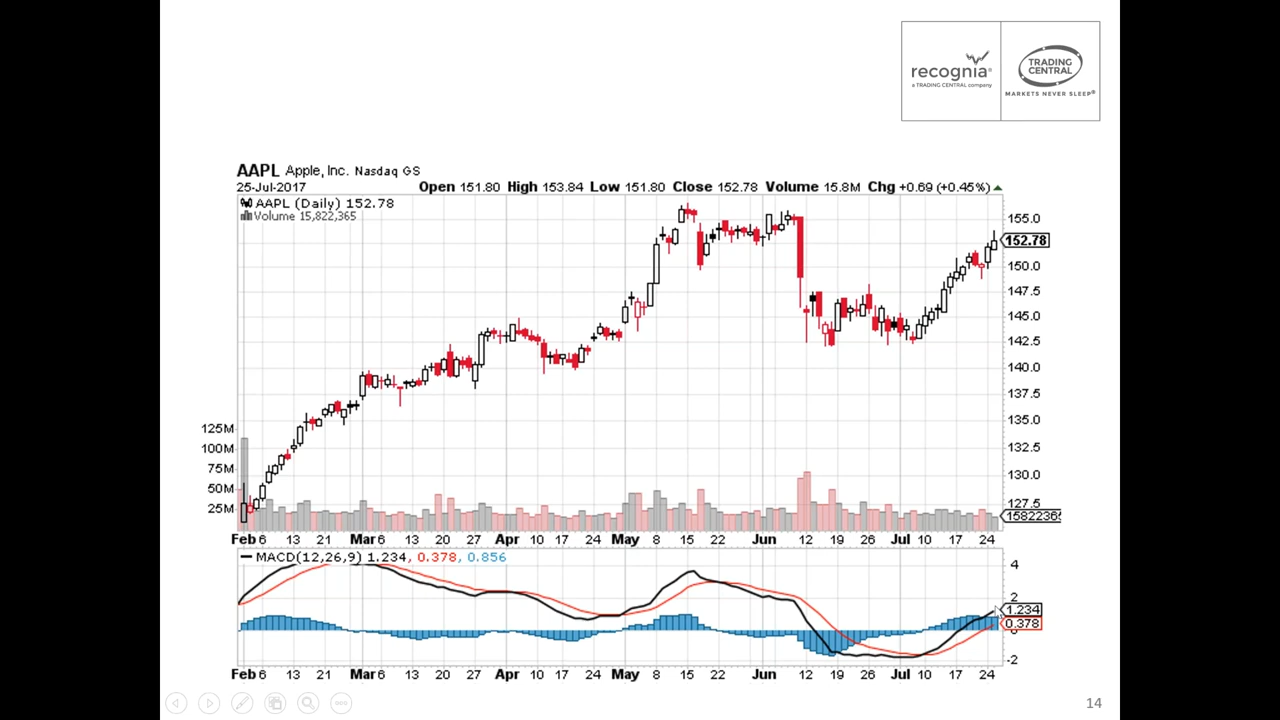 recognia®
a TRADING CENTRAL company
TRADING
CENTRAL
MARKETS NEVER SLEEP®
AAPL Apple, Inc. Nasdaq GS
25-Jul-2017 Open 151.80 High 153.84 Low 151.80 Close 152.78 Volume 15.8M Chg +0.69 (+0.45%)
AAPL (Daily) 152.78
Volume 15,822,365
155.0
152.78
150.0
147.5
145.0
142.5
140.0
137.5
135.0
132.5
130.0
127.5
15822365
125M
100M
75M
50M
25M
Feb 6 13 21 Mar 13 20 27 Apr 10 17 24 May 8 15 22 Jun 12 19 26 Jul 10 17 24
MACD(12,26,9) 1.234, 0.378, 0.856
4
2
1.234
0.378
0
-2
Feb 6 13 21 Mar 13 20 27 Apr 10 17 24 May 8 15 22 Jun 12 19 26 Jul 10 17 24
14